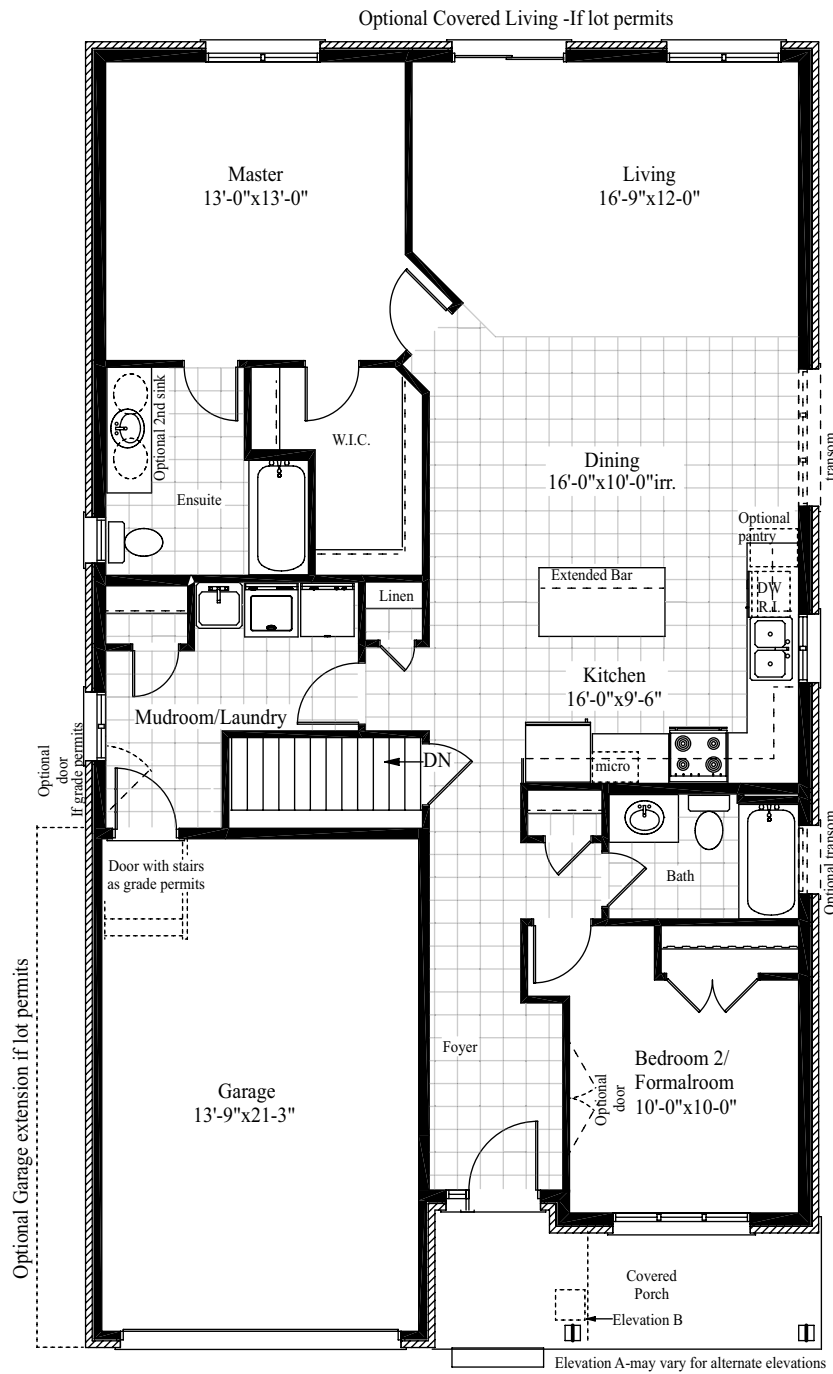 Optional Covered Living -If lot permits
Master
13'-0"x13'-0"
Living
16'-9"x12-0"
transom
Optional 2nd sink
W.I.C.
Ensuite
Dining
16'-0"x10'-0"irr.
Optional
pantry
Extended Bar
DW
R.I.
Linen
Kitchen
16'-0"x9'-6"
Mudroom/Laundry
Optional
door
If grade permits
DN
micro
Door with stairs
as grade permits
Bath
Optional transom
Optional Garage extension if lot permits
Foyer
Garage
13'-9"x21-3"
Bedroom 2/
Formalroom
10'-0"x10-0"
Optional
door
Covered
Porch
Elevation B
Elevation A-may vary for alternate elevations